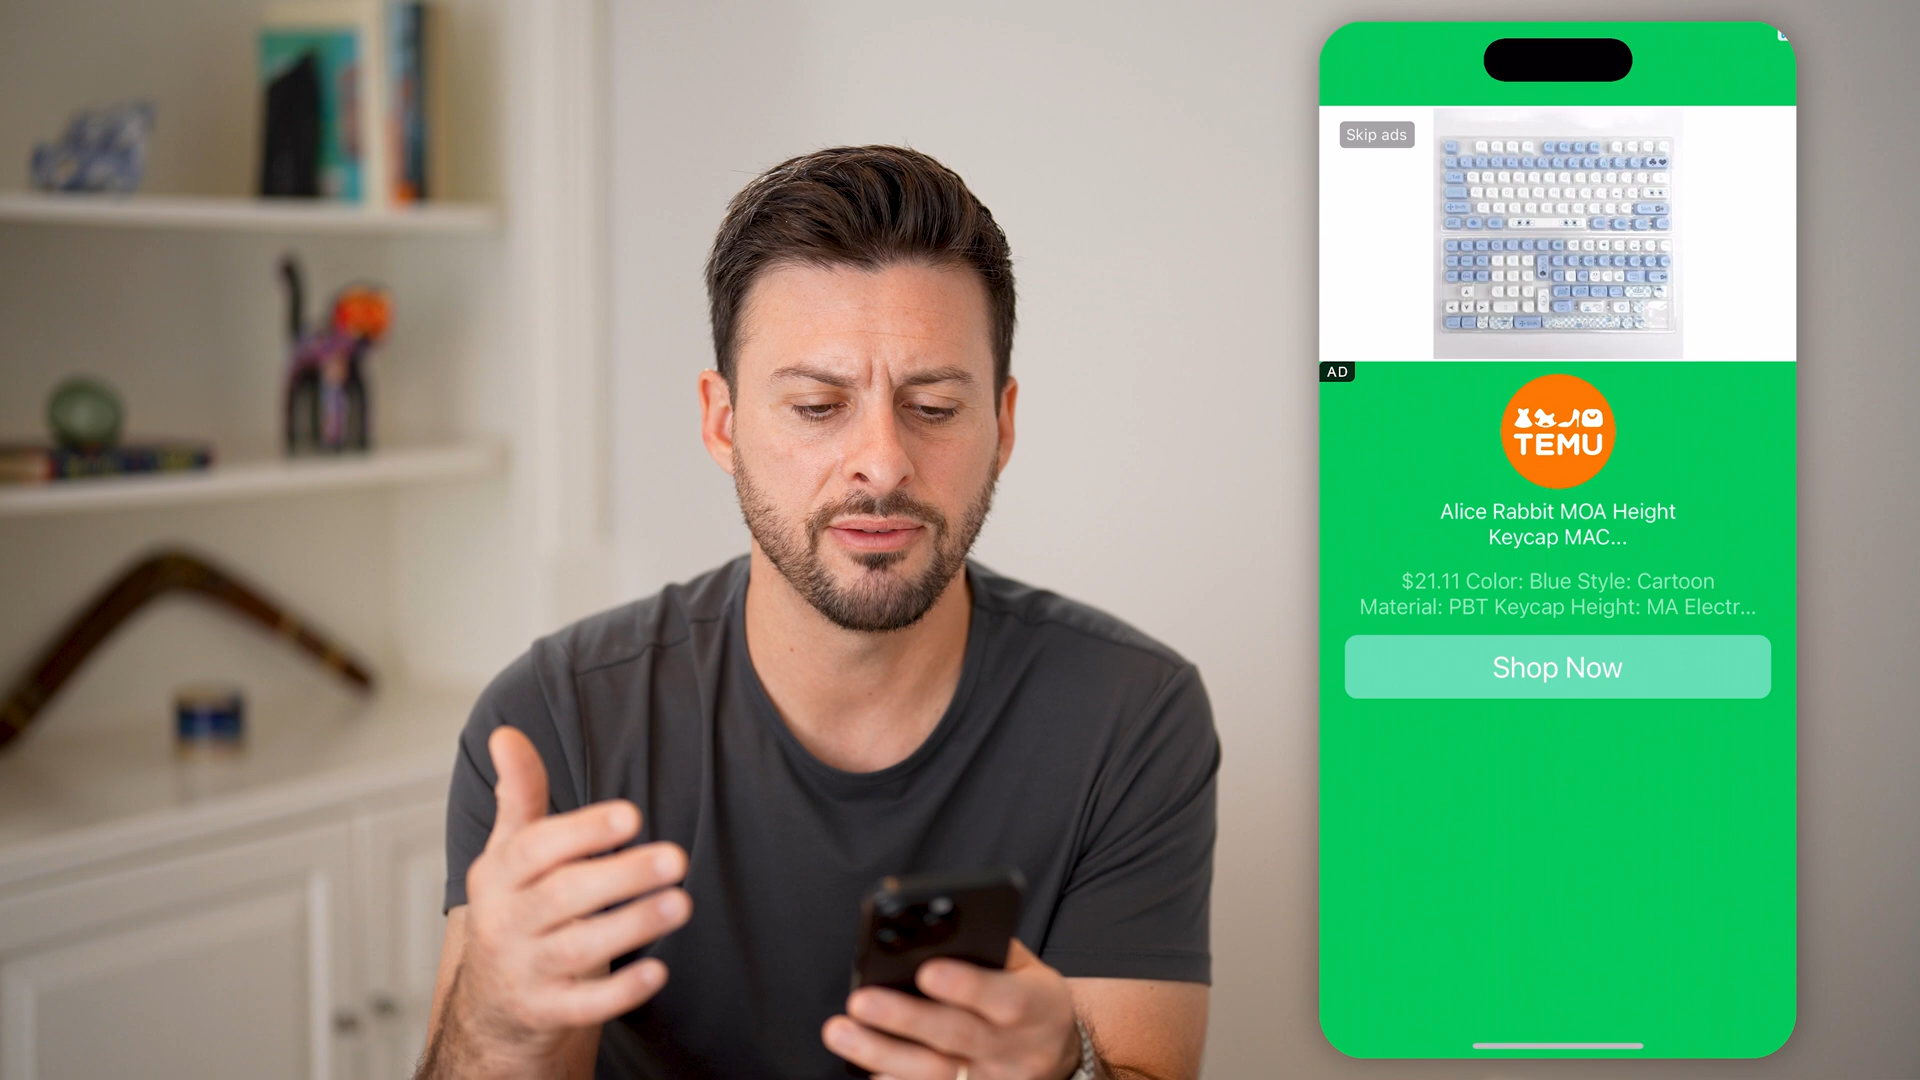 Skip ads
AD
TEMU
Alice Rabbit MOA Height
Keycap MAC...
$21.11 Color: Blue Style: Cartoon
Material: PBT Keycap Height: MA Electr...
Shop Now